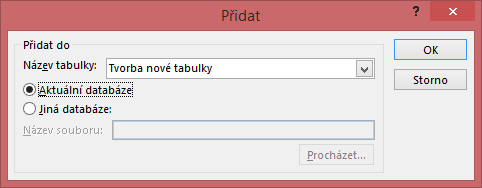 Přidat
Přidat do
Název tabulky: Tvorba nové tabulky
Aktuální databáze
Jiná databáze:
Název souboru:
Procházet...
OK
Storno